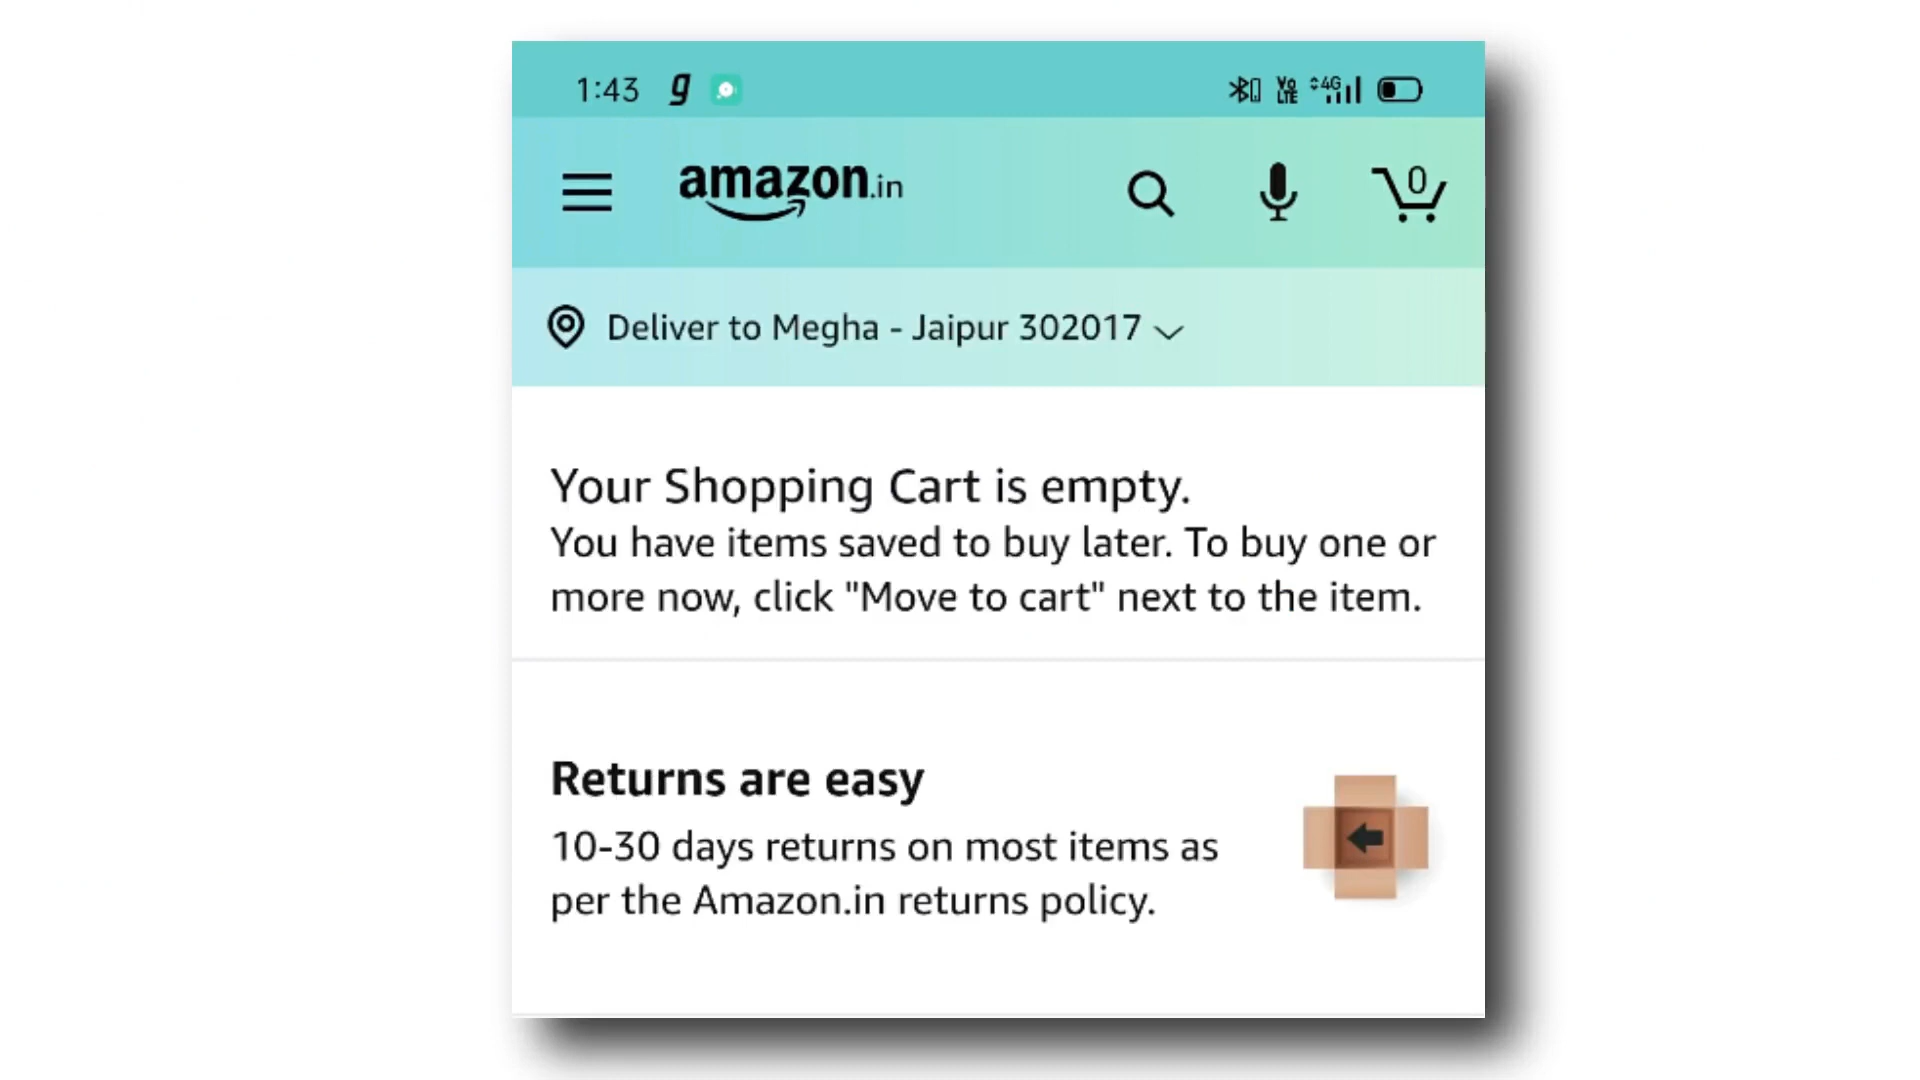 1:43 g VoLTE 4G
amazon.in 0
Deliver to Megha - Jaipur 302017
Your Shopping Cart is empty.
You have items saved to buy later. To buy one or
more now, click "Move to cart" next to the item.
Returns are easy
10-30 days returns on most items as
per the Amazon.in returns policy.